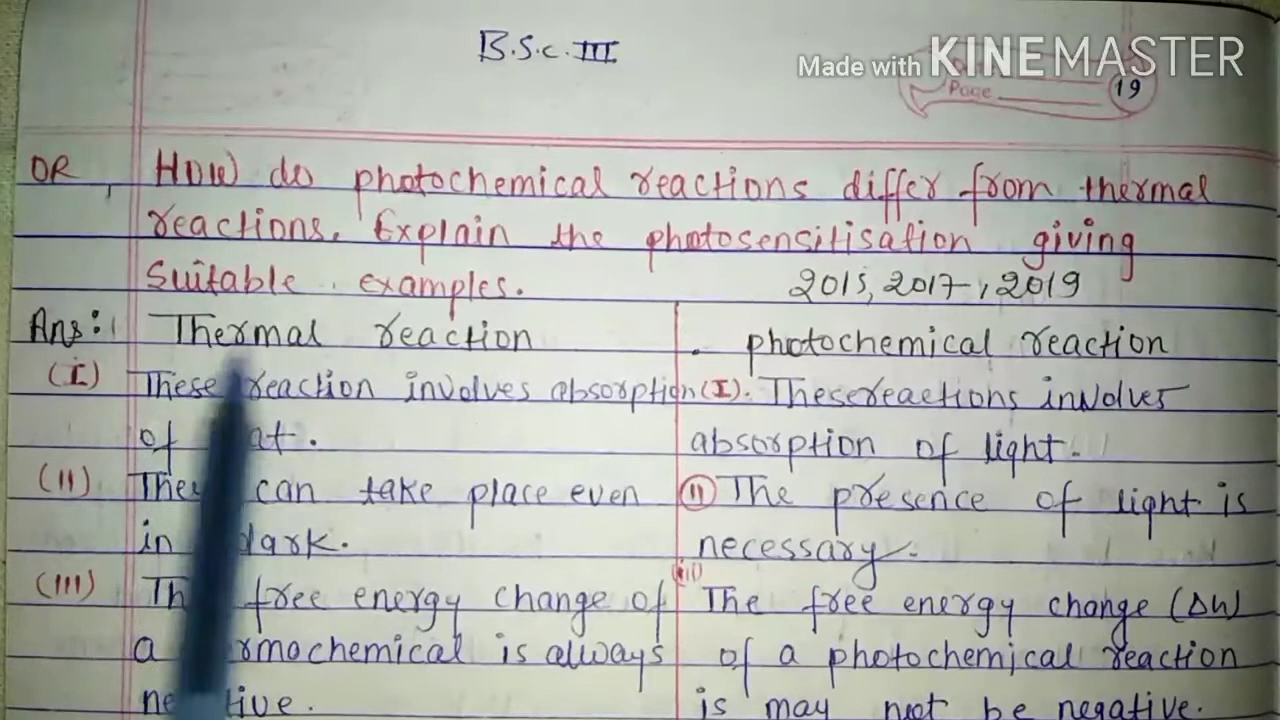 B.S.c. III
Made with KINEMASTER
Page 19
OR, How do photochemical reactions differ from thermal
reactions. Explain the photosensitisation giving
Suitable examples. 2015, 2017, 2019
Ans: Thermal reaction
(I) These reaction involves absorption
of at.
(II) They can take place even
in dark.
(III) free energy change of
a rmochemical is always
ne tive.
photochemical reaction
(I). These reactions involves
absorption of light.
(II) The presence of light is
necessary.
(III) The free energy change
of a photochemical reaction
is may not be negative.